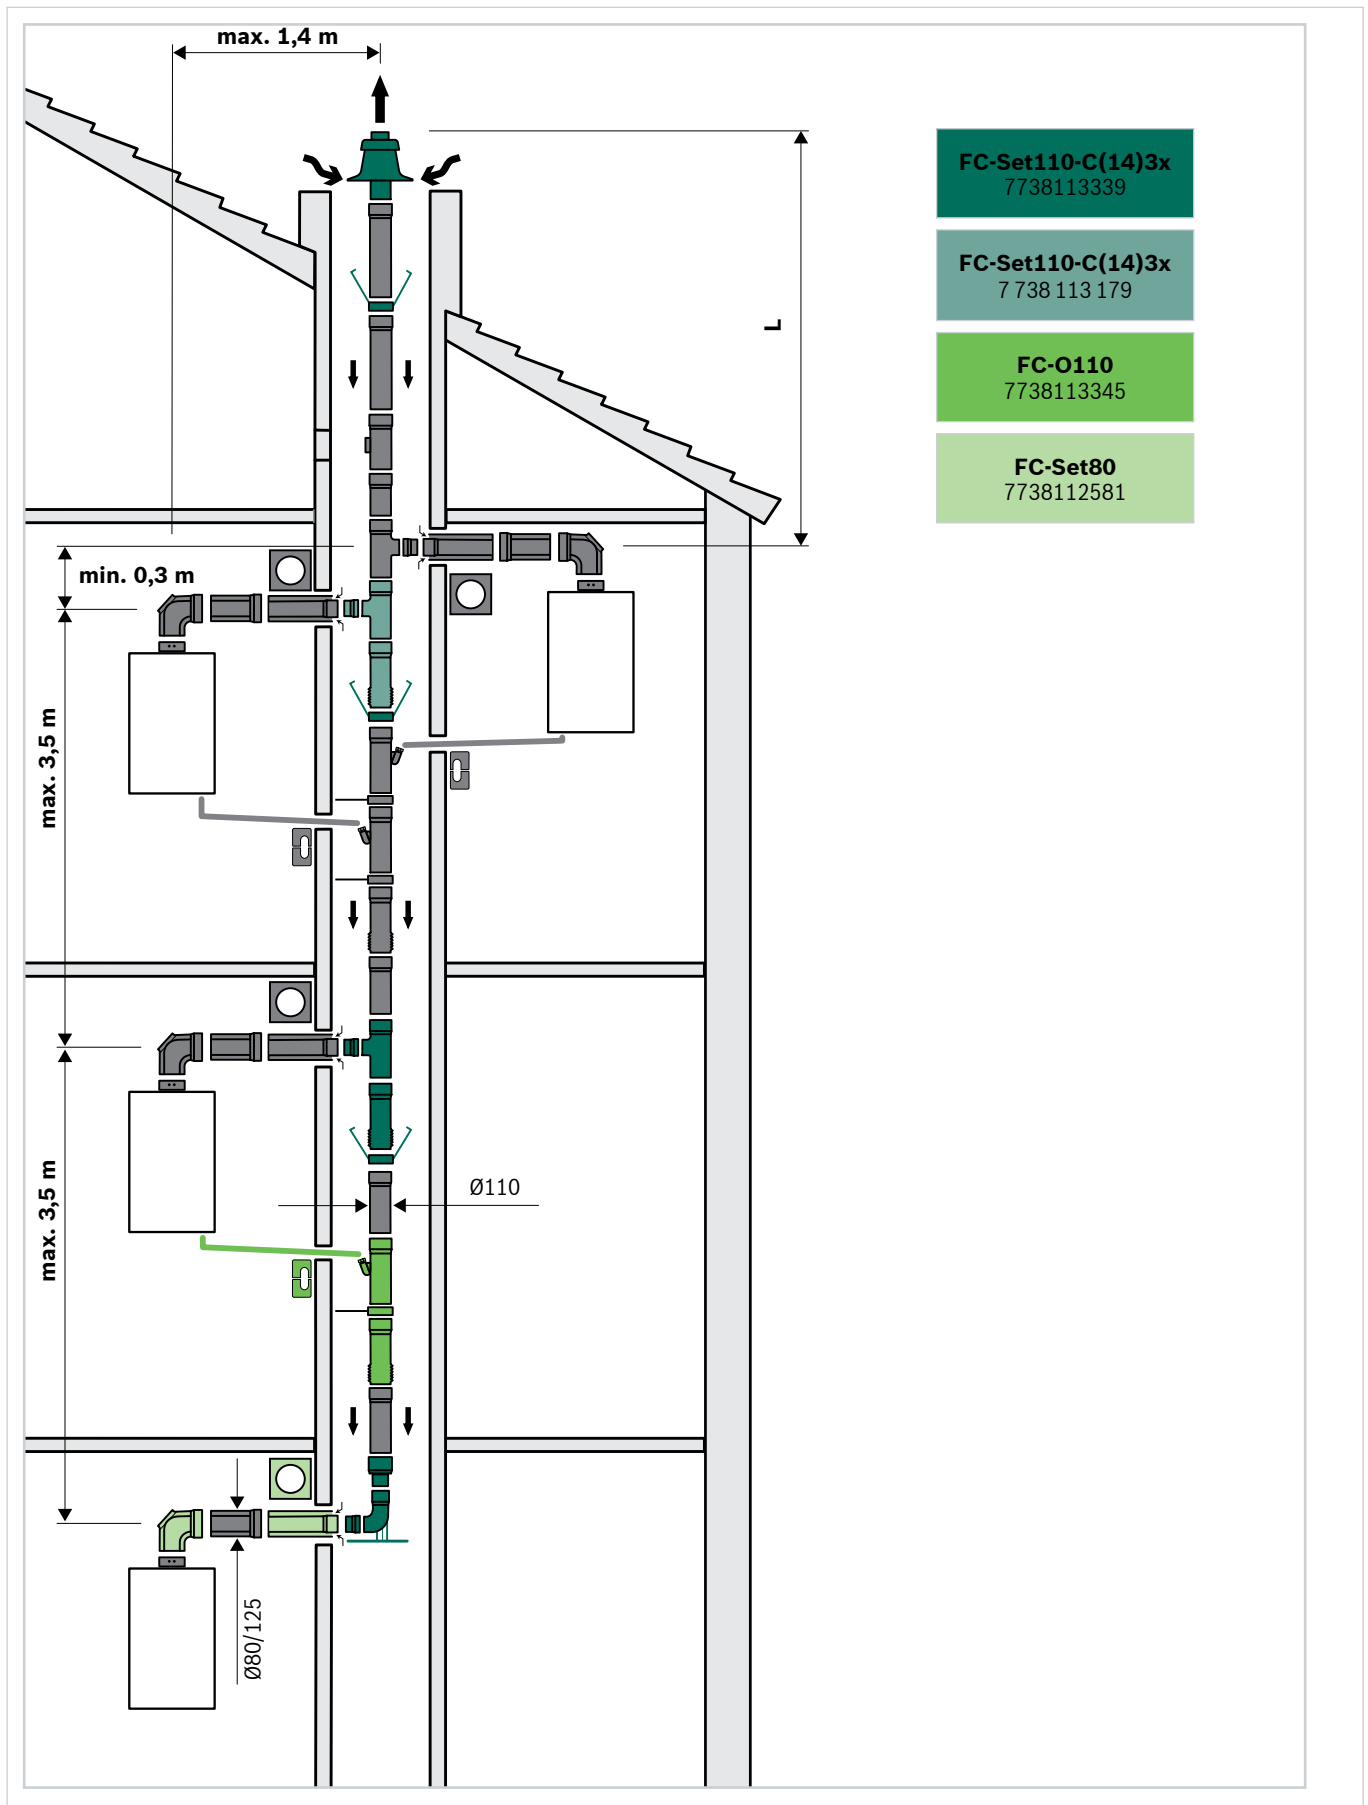 max. 1,4 m
FC-Set110-C(14)3x
7738113339
FC-Set110-C(14)3x
7 738 113 179
FC-O110
7738113345
FC-Set80
7738112581
L
min. 0,3 m
max. 3,5 m
Ø110
max. 3,5 m
Ø80/125